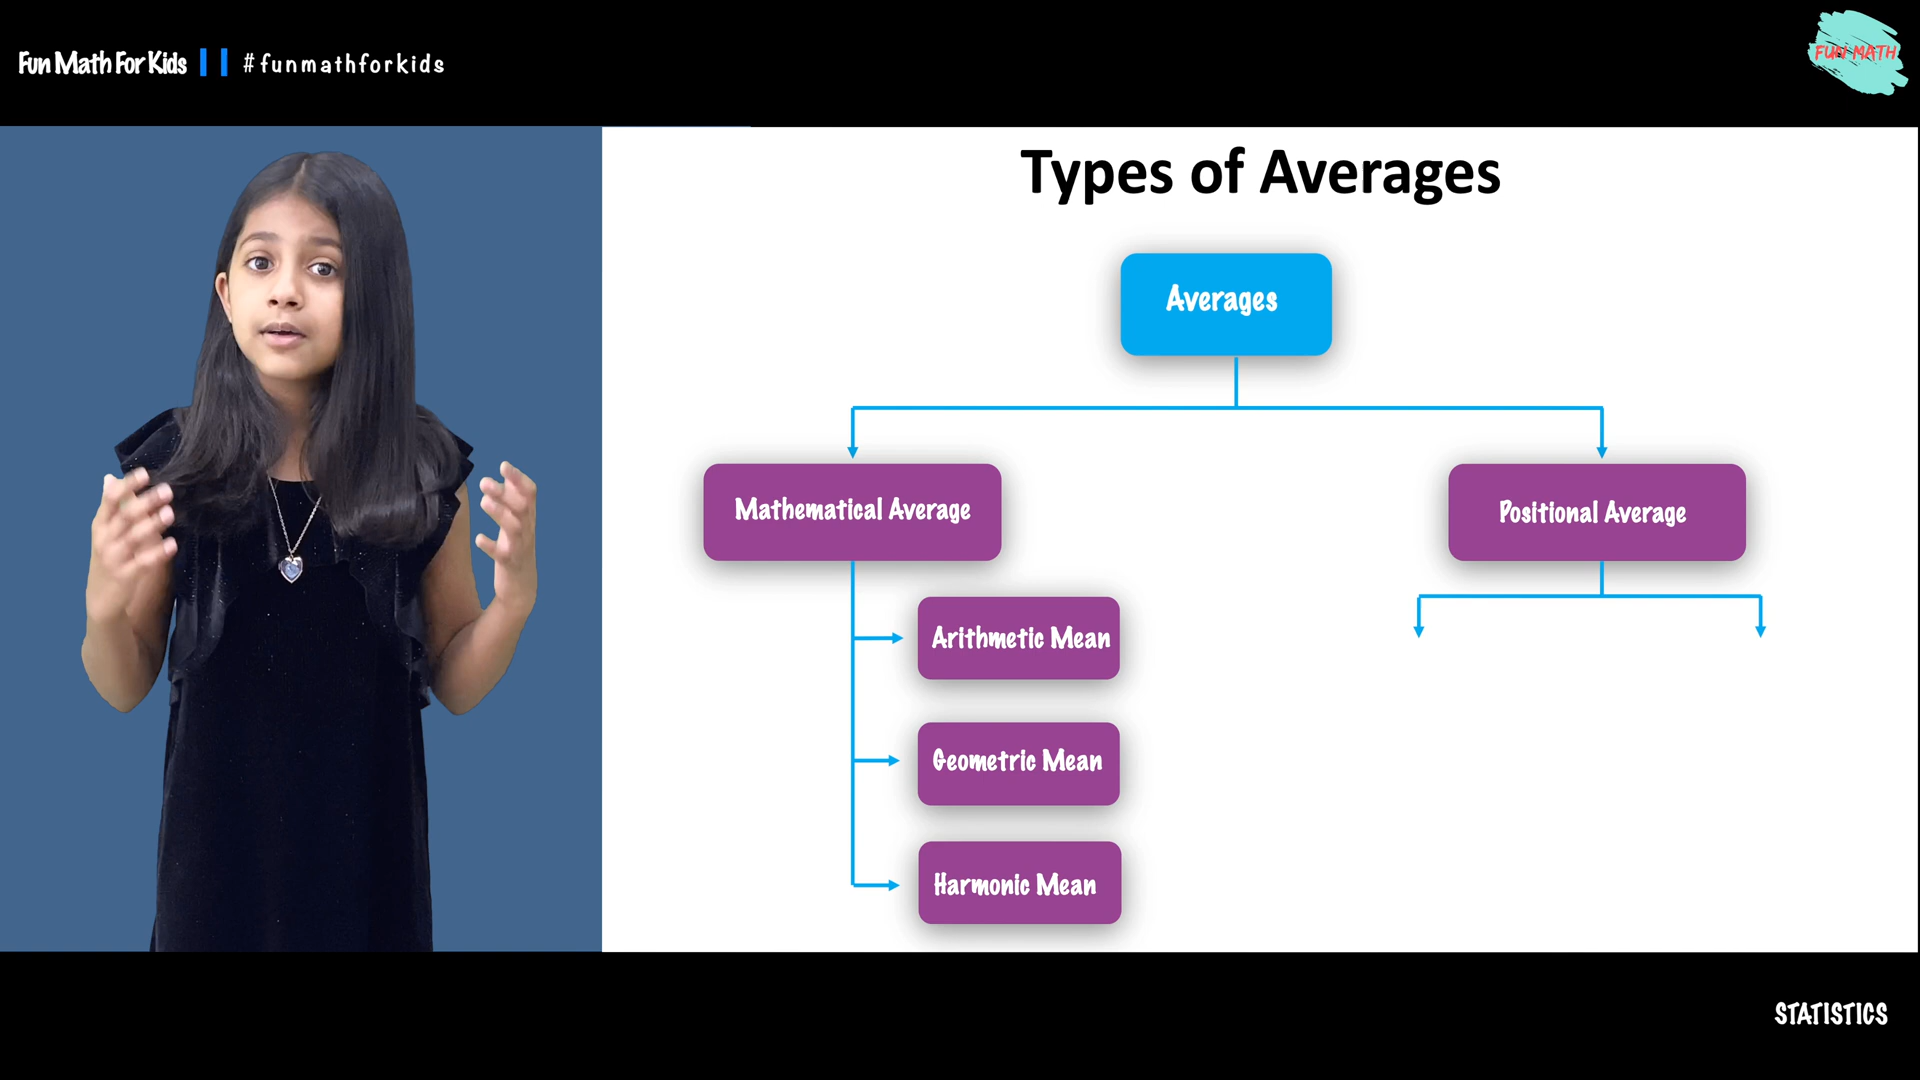 Fun Math For Kids || #funmathforkids
FUN MATH
Types of Averages
Averages
Mathematical Average
Positional Average
Arithmetic Mean
Geometric Mean
Harmonic Mean
STATISTICS